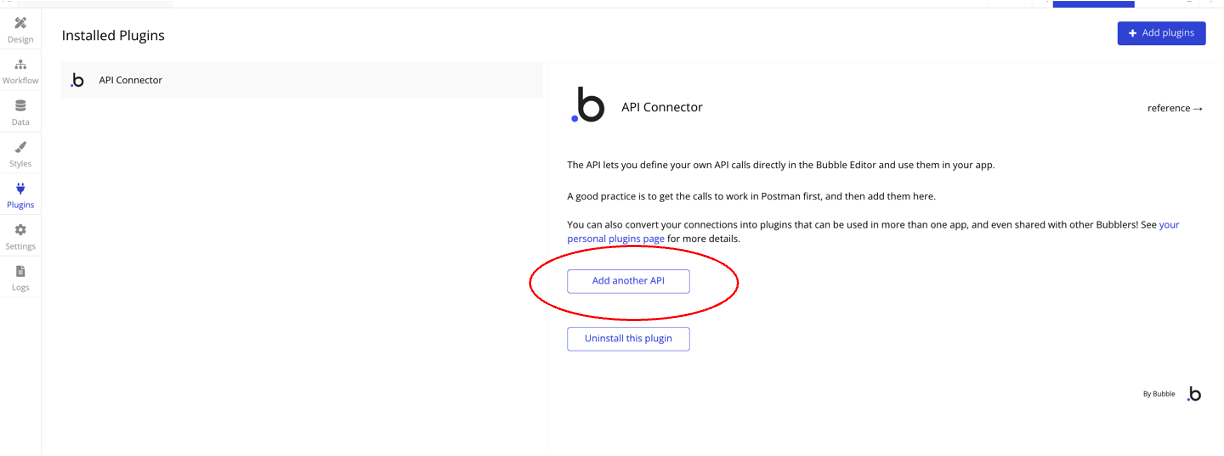 Design
Workflow
Data
Styles
Plugins
Settings
Logs
Installed Plugins
+ Add plugins
.b API Connector
.b API Connector
reference →
The API lets you define your own API calls directly in the Bubble Editor and use them in your app.
A good practice is to get the calls to work in Postman first, and then add them here.
You can also convert your connections into plugins that can be used in more than one app, and even shared with other Bubblers! See your
personal plugins page for more details.
Add another API
Uninstall this plugin
By Bubble .b